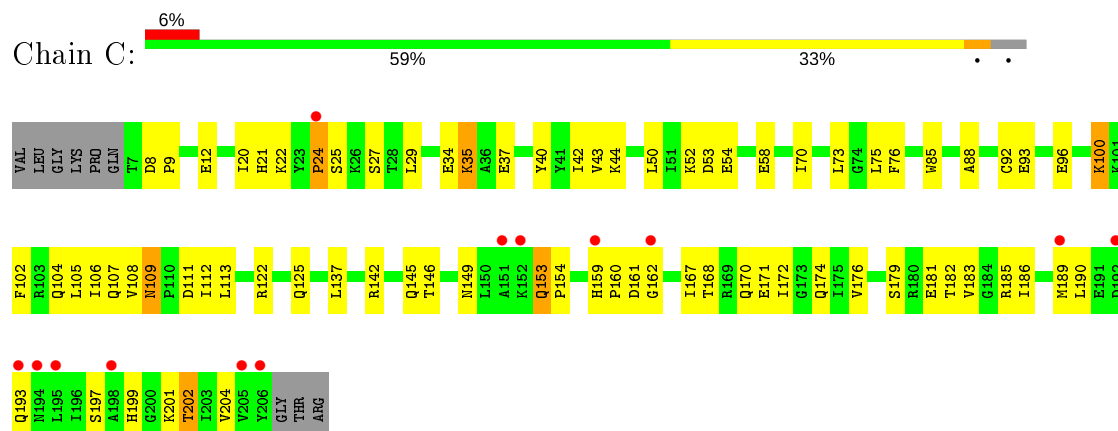 6%
Chain C:
59% 33% • •
VAL LEU GLY LYS PRO GLN T7 D8 P9 E12 I20 H21 K22 Y23 P24 S25 K26 S27 T28 L29 E34 K35 A36 E37 Y40 Y41 I42 V43 K44 L50 I51 K52 D53 E54 E58 I70 L73 G74 L75 F76 W85 A88 C92 E93 E96 K100 K101
F102 R103 Q104 L105 I106 Q107 V108 N109 P110 D111 I112 L113 R122 Q125 L137 R142 Q145 T146 N149 L150 A151 K152 Q153 P154 H159 P160 D161 G162 I167 T168 R169 Q170 E171 I172 G173 Q174 I175 V176 S179 R180 E181 T182 V183 G184 R185 I186 M189 L190 E191 D192
Q193 N194 L195 I196 S197 A198 H199 G200 K201 T202 I203 V204 V205 Y206 GLY THR ARG